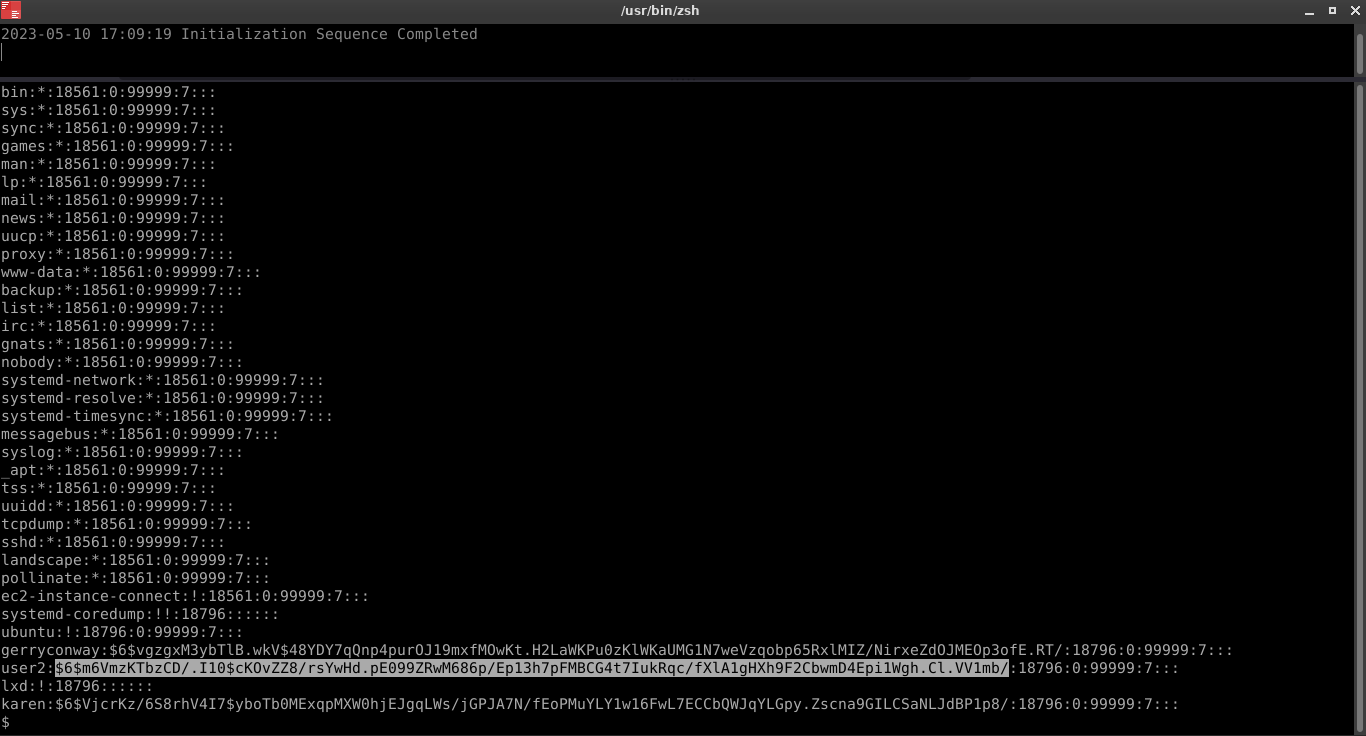 /usr/bin/zsh
2023-05-10 17:09:19 Initialization Sequence Completed
bin:*:18561:0:99999:7:::
sys:*:18561:0:99999:7:::
sync:*:18561:0:99999:7:::
games:*:18561:0:99999:7:::
man:*:18561:0:99999:7:::
lp:*:18561:0:99999:7:::
mail:*:18561:0:99999:7:::
news:*:18561:0:99999:7:::
uucp:*:18561:0:99999:7:::
proxy:*:18561:0:99999:7:::
www-data:*:18561:0:99999:7:::
backup:*:18561:0:99999:7:::
list:*:18561:0:99999:7:::
irc:*:18561:0:99999:7:::
gnats:*:18561:0:99999:7:::
nobody:*:18561:0:99999:7:::
systemd-network:*:18561:0:99999:7:::
systemd-resolve:*:18561:0:99999:7:::
systemd-timesync:*:18561:0:99999:7:::
messagebus:*:18561:0:99999:7:::
syslog:*:18561:0:99999:7:::
_apt:*:18561:0:99999:7:::
tss:*:18561:0:99999:7:::
uuidd:*:18561:0:99999:7:::
tcpdump:*:18561:0:99999:7:::
sshd:*:18561:0:99999:7:::
landscape:*:18561:0:99999:7:::
pollinate:*:18561:0:99999:7:::
ec2-instance-connect:!:18561:0:99999:7:::
systemd-coredump:!!:18796::::::
ubuntu:!:18796:0:99999:7:::
gerryconway:$6$vgzgxM3ybTlB.wkV$48YDY7qQnp4purOJ19mxfMOwKt.H2LaWKPu0zKlWKaUMG1N7weVzqobp65RxlMIZ/NirxeZdOJMEOp3ofE.RT/:18796:0:99999:7:::
user2:$6$m6VmzKTbzCD/.I10$cKOvZZ8/rsYwHd.pE099ZRwM686p/Ep13h7pFMBCG4t7IukRqc/fXlA1gHXh9F2CbwmD4Epi1Wgh.Cl.VV1mb/:18796:0:99999:7:::
lxd:!:18796::::::
karen:$6$VjcrKz/6S8rhV4I7$yboTb0MExqpMXW0hjEJgqLWs/jGPJA7N/fEoPMuYLY1w16FwL7ECCbQWJqYLGpy.Zscna9GILCSaNLJdBP1p8/:18796:0:99999:7:::
$